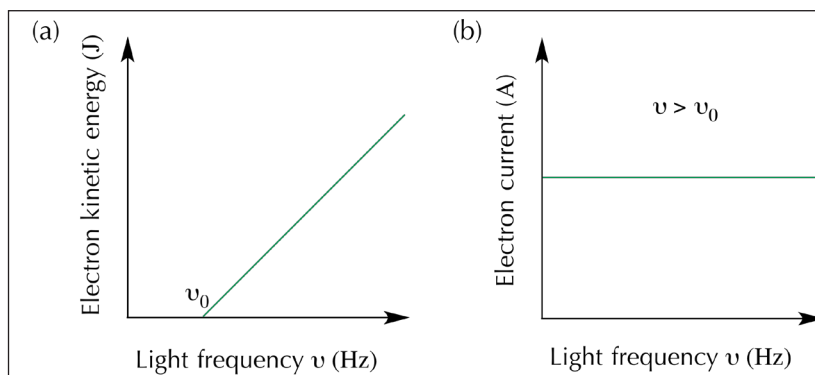 (a)
Electron kinetic energy (J)
υ₀
Light frequency υ (Hz)
(b)
Electron current (A)
υ > υ₀
Light frequency υ (Hz)